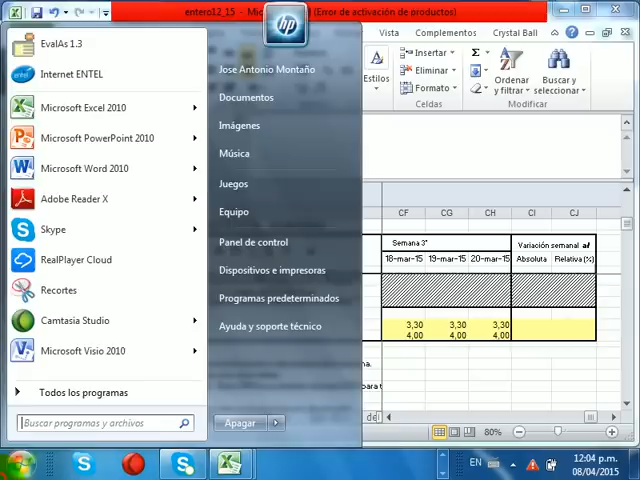 entero12_15 - Mi (Error de activación de productos)
hp
Vista
Complementos
Crystal Ball
Insertar
Eliminar
Formato
Estilos
Ordenar
y filtrar
Buscar y
seleccionar
Celdas
Modificar
EvalAs 1.3
Internet ENTEL
Microsoft Excel 2010
Microsoft PowerPoint 2010
Microsoft Word 2010
Adobe Reader X
Skype
RealPlayer Cloud
Recortes
Camtasia Studio
Microsoft Visio 2010
Todos los programas
Buscar programas y archivos
Jose Antonio Montaño
Documentos
Imágenes
Música
Juegos
Equipo
Panel de control
Dispositivos e impresoras
Programas predeterminados
Ayuda y soporte técnico
Apagar
CF CG CH CI CJ
Semana 3° Variación semanal a/
18-mar-15 19-mar-15 20-mar-15 Absoluta Relativa (%)
3,30 3,30 3,30
4,00 4,00 4,00
80%
EN
12:04 p.m.
08/04/2015